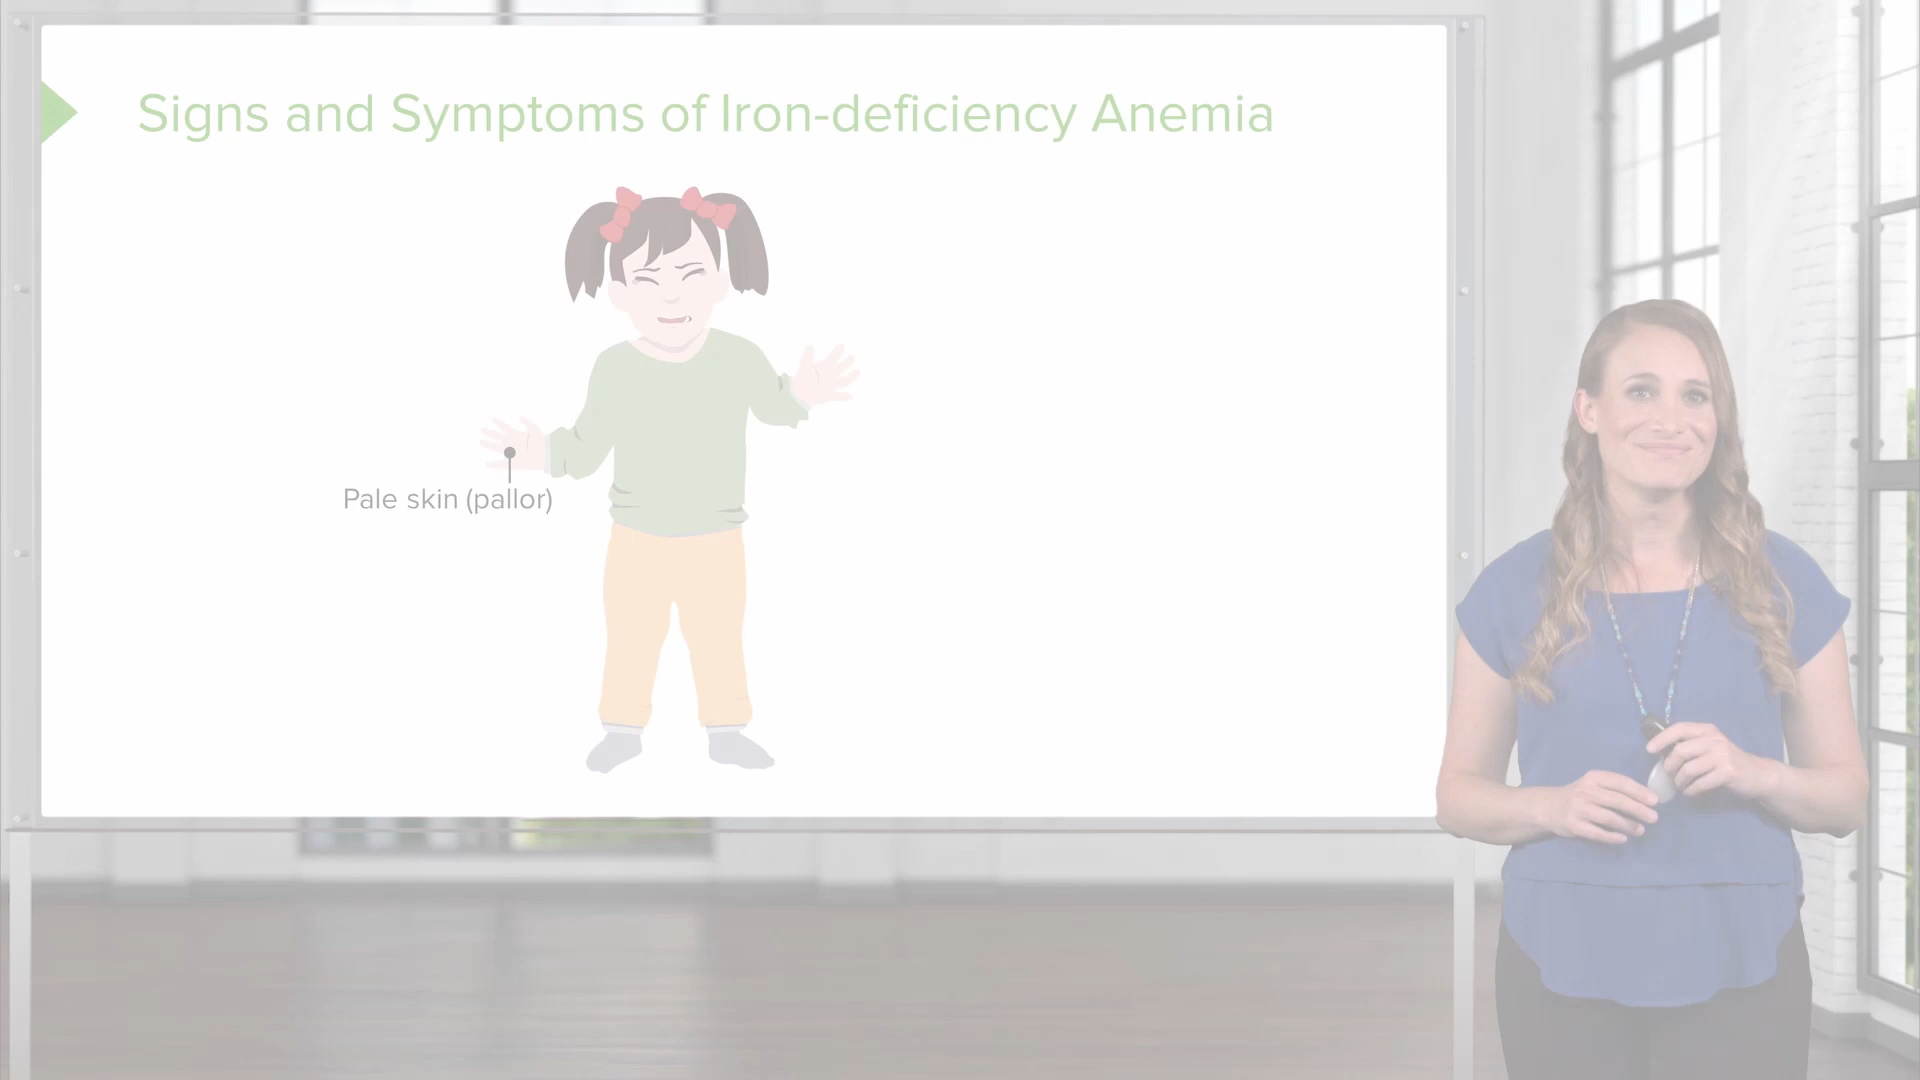 Signs and Symptoms of Iron-deficiency Anemia
Pale skin (pallor)